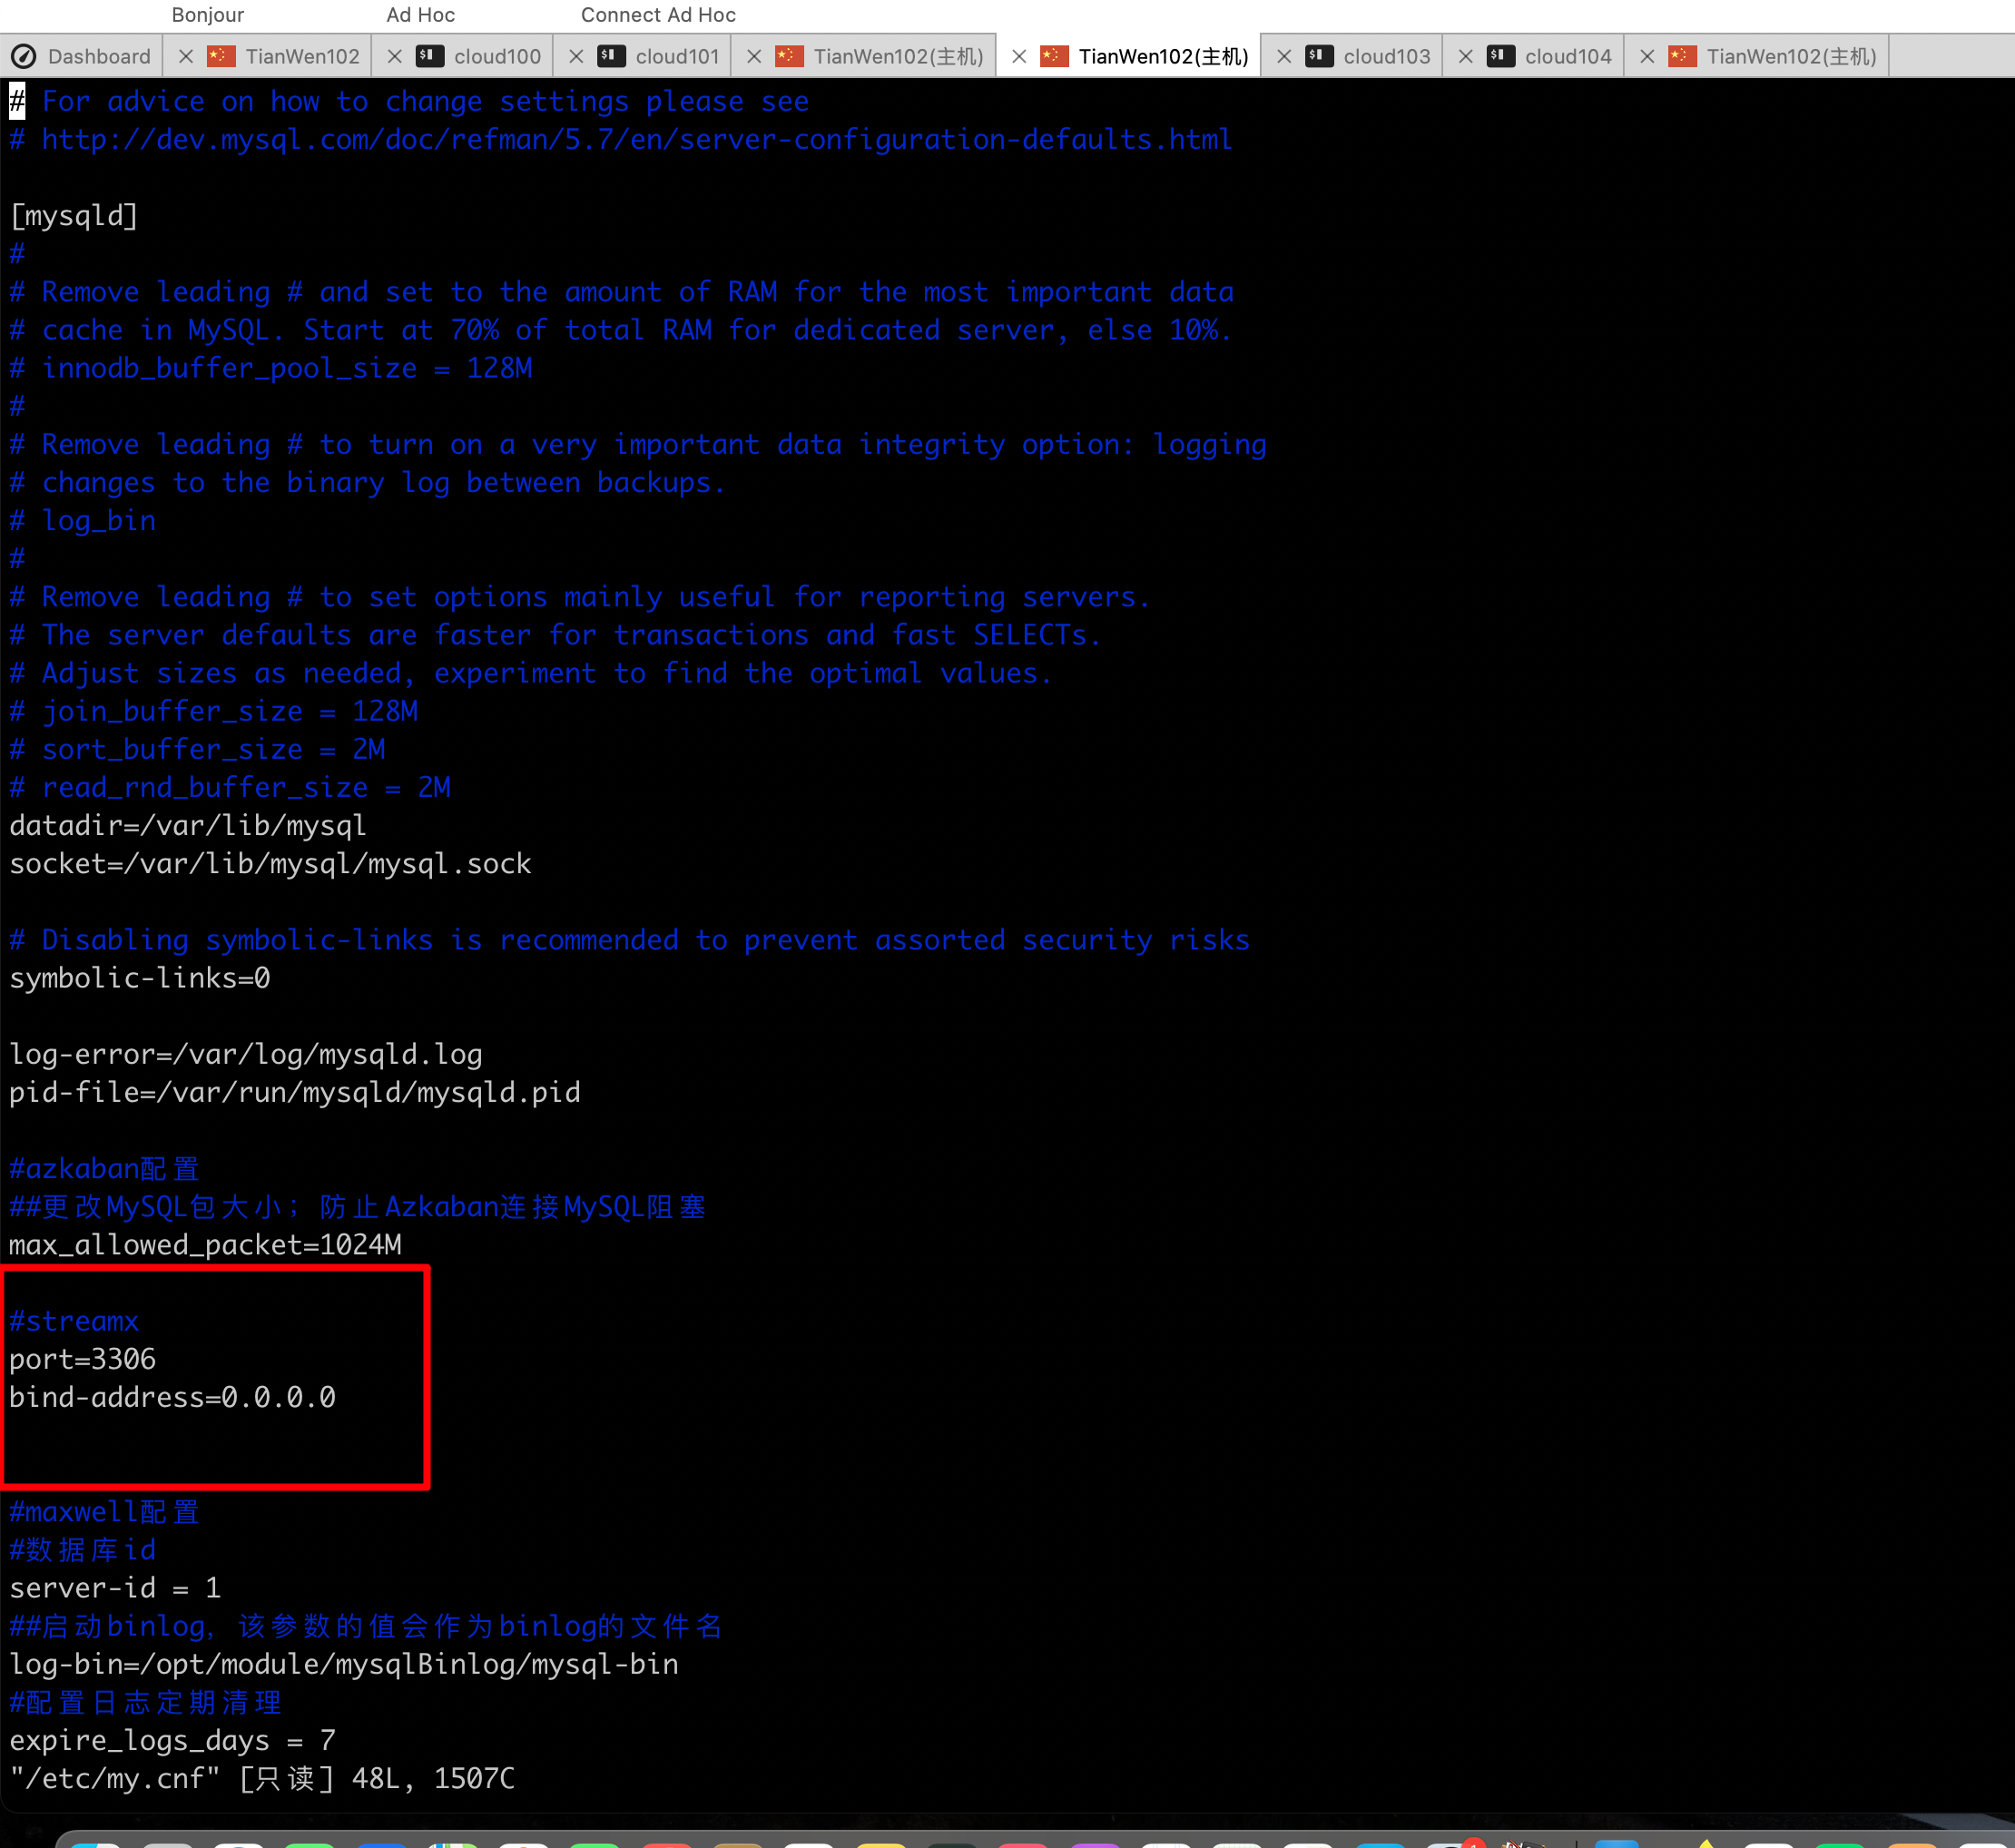 Bonjour Ad Hoc Connect Ad Hoc
Dashboard TianWen102 cloud100 cloud101 TianWen102(主机) TianWen102(主机) cloud103 cloud104 TianWen102(主机)
# For advice on how to change settings please see
# http://dev.mysql.com/doc/refman/5.7/en/server-configuration-defaults.html
[mysqld]
#
# Remove leading # and set to the amount of RAM for the most important data
# cache in MySQL. Start at 70% of total RAM for dedicated server, else 10%.
# innodb_buffer_pool_size = 128M
#
# Remove leading # to turn on a very important data integrity option: logging
# changes to the binary log between backups.
# log_bin
#
# Remove leading # to set options mainly useful for reporting servers.
# The server defaults are faster for transactions and fast SELECTs.
# Adjust sizes as needed, experiment to find the optimal values.
# join_buffer_size = 128M
# sort_buffer_size = 2M
# read_rnd_buffer_size = 2M
datadir=/var/lib/mysql
socket=/var/lib/mysql/mysql.sock
# Disabling symbolic-links is recommended to prevent assorted security risks
symbolic-links=0
log-error=/var/log/mysqld.log
pid-file=/var/run/mysqld/mysqld.pid
#azkaban配置
##更改MySQL包大小；防止Azkaban连接MySQL阻塞
max_allowed_packet=1024M
#streamx
port=3306
bind-address=0.0.0.0
#maxwell配置
#数据库id
server-id = 1
##启动binlog，该参数的值会作为binlog的文件名
log-bin=/opt/module/mysqlBinlog/mysql-bin
#配置日志定期清理
expire_logs_days = 7
"/etc/my.cnf" [只读] 48L, 1507C